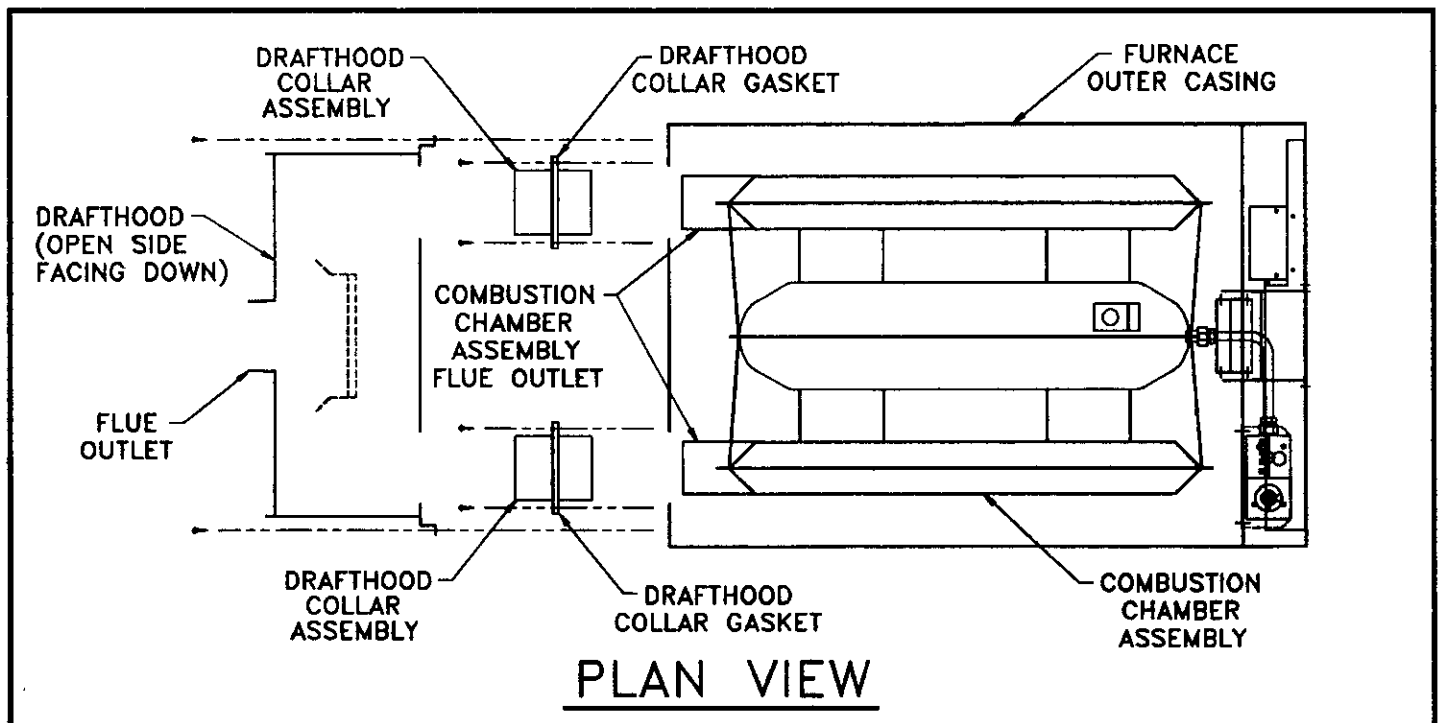 DRAFTHOOD
COLLAR
ASSEMBLY
DRAFTHOOD
COLLAR GASKET
FURNACE
OUTER CASING
DRAFTHOOD
(OPEN SIDE
FACING DOWN)
COMBUSTION
CHAMBER
ASSEMBLY
FLUE OUTLET
FLUE
OUTLET
DRAFTHOOD
COLLAR
ASSEMBLY
DRAFTHOOD
COLLAR GASKET
COMBUSTION
CHAMBER
ASSEMBLY
PLAN VIEW